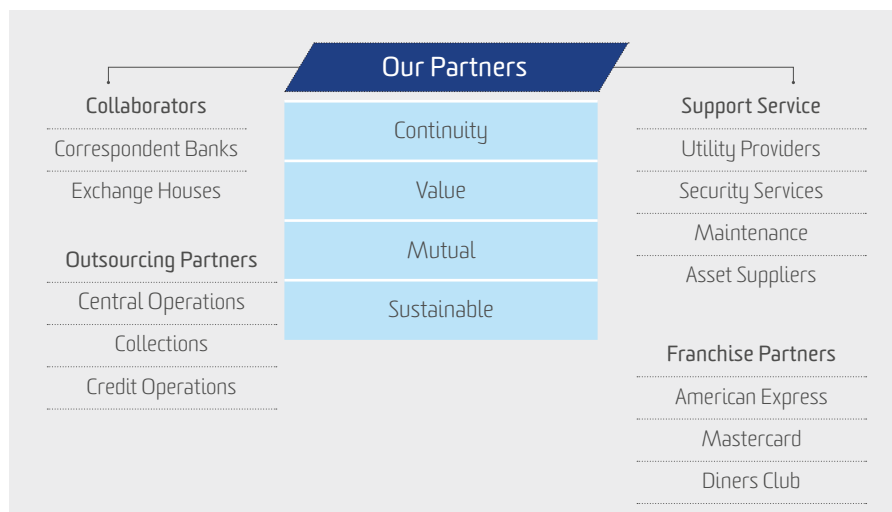 Our Partners
Collaborators
Correspondent Banks
Exchange Houses
Outsourcing Partners
Central Operations
Collections
Credit Operations
Continuity
Value
Mutual
Sustainable
Support Service
Utility Providers
Security Services
Maintenance
Asset Suppliers
Franchise Partners
American Express
Mastercard
Diners Club